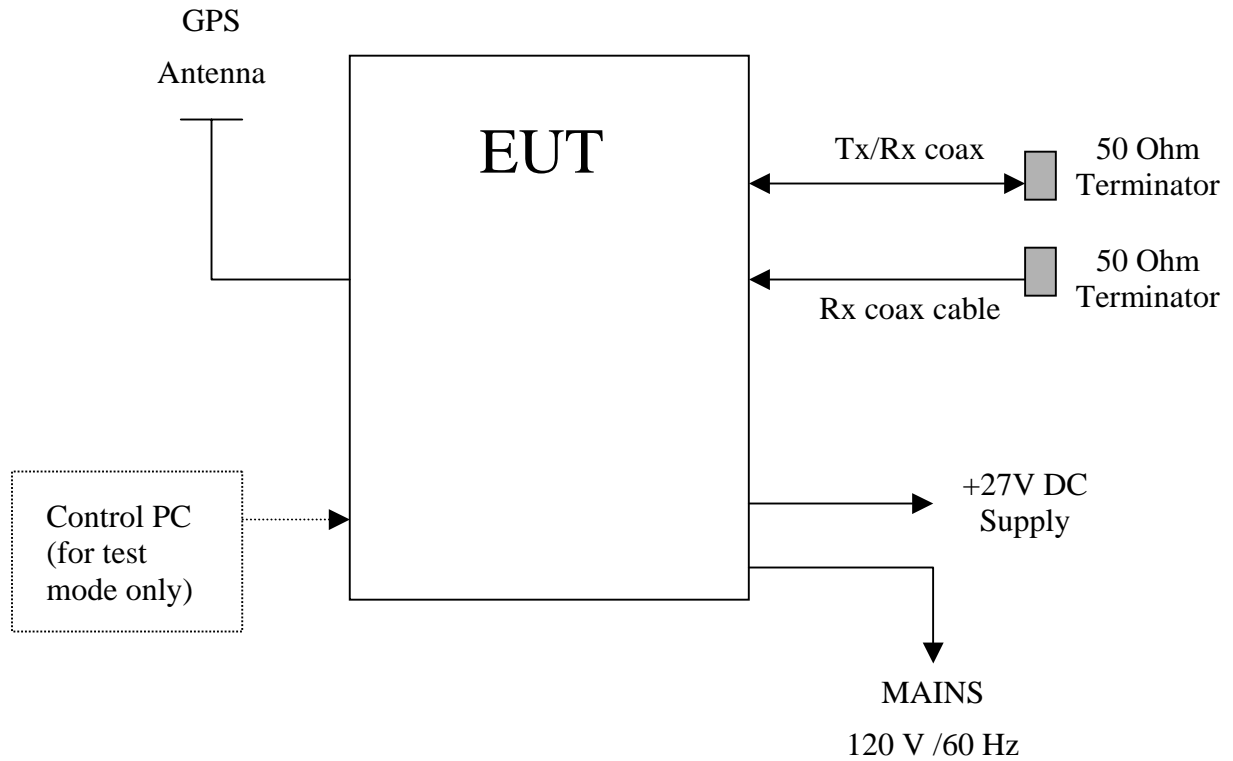 GPS
Antenna
EUT
Tx/Rx coax
50 Ohm
Terminator
Rx coax cable
50 Ohm
Terminator
Control PC
(for test
mode only)
+27V DC
Supply
MAINS
120 V /60 Hz